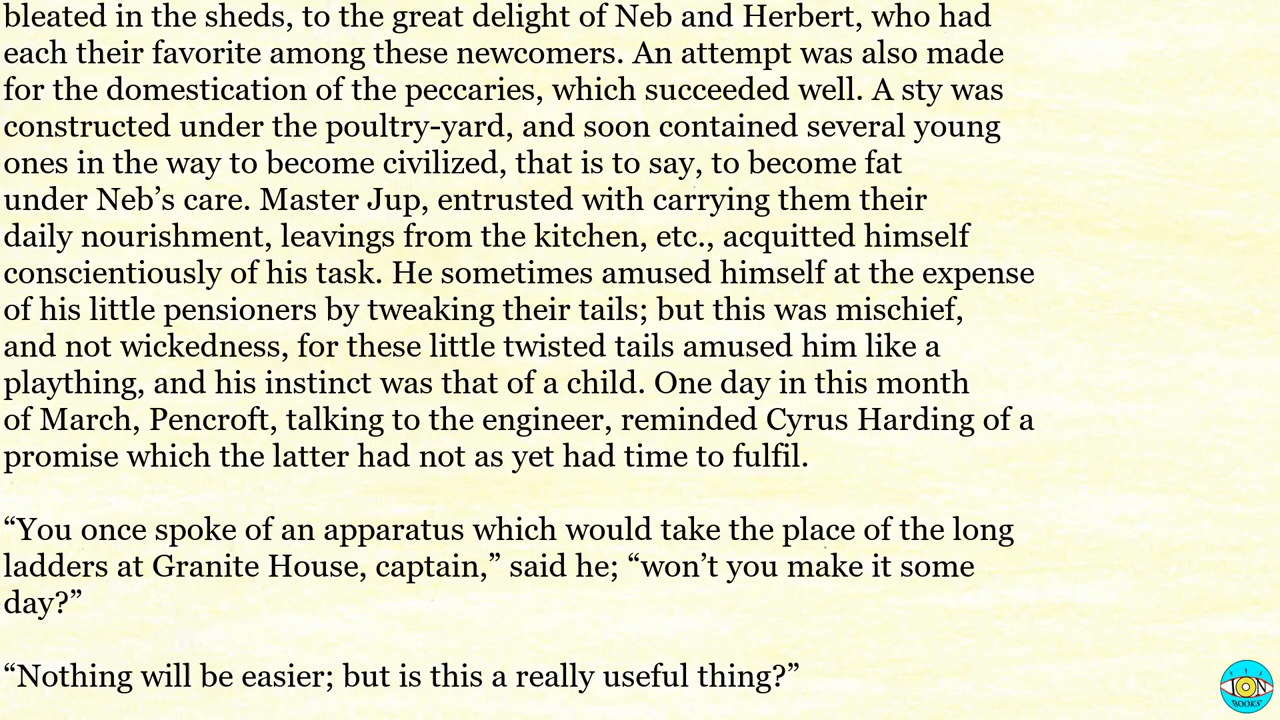 bleated in the sheds, to the great delight of Neb and Herbert, who had
each their favorite among these newcomers. An attempt was also made
for the domestication of the peccaries, which succeeded well. A sty was
constructed under the poultry-yard, and soon contained several young
ones in the way to become civilized, that is to say, to become fat
under Neb’s care. Master Jup, entrusted with carrying them their
daily nourishment, leavings from the kitchen, etc., acquitted himself
conscientiously of his task. He sometimes amused himself at the expense
of his little pensioners by tweaking their tails; but this was mischief,
and not wickedness, for these little twisted tails amused him like a
plaything, and his instinct was that of a child. One day in this month
of March, Pencroft, talking to the engineer, reminded Cyrus Harding of a
promise which the latter had not as yet had time to fulfil.
“You once spoke of an apparatus which would take the place of the long
ladders at Granite House, captain,” said he; “won’t you make it some
day?”
“Nothing will be easier; but is this a really useful thing?”
ION
BOOKS